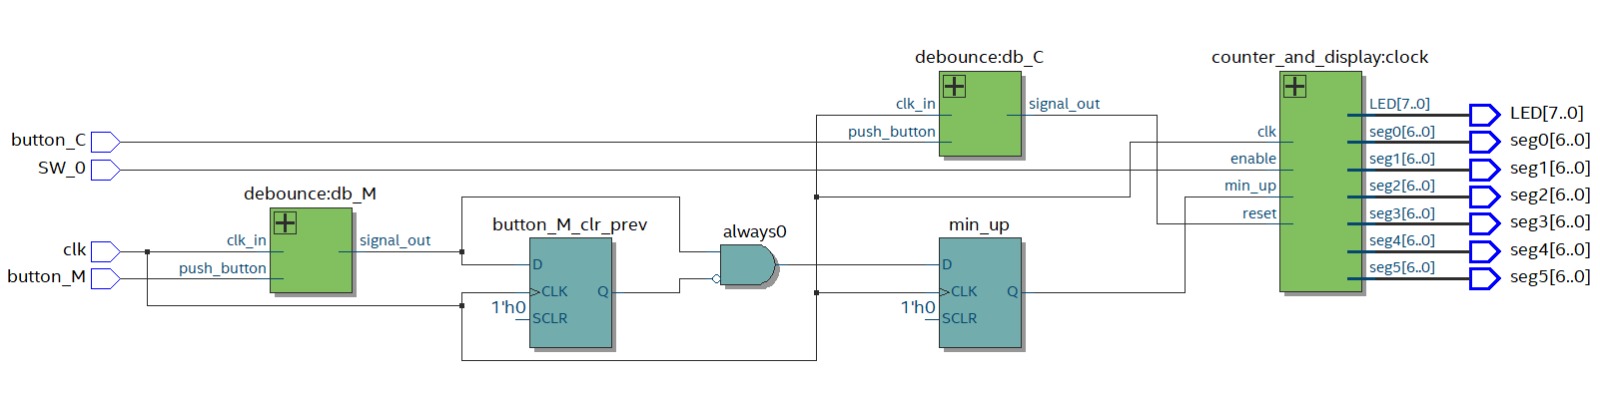 debounce:db_C
counter_and_display:clock
clk_in
signal_out
LED[7..0]
LED[7..0]
button_C
push_button
clk
seg0[6..0]
seg0[6..0]
SW_0
enable
seg1[6..0]
seg1[6..0]
debounce:db_M
min_up
seg2[6..0]
seg2[6..0]
button_M_clr_prev
always0
min_up
reset
seg3[6..0]
seg3[6..0]
clk
clk_in
signal_out
seg4[6..0]
seg4[6..0]
button_M
push_button
D
D
seg5[6..0]
seg5[6..0]
CLK
Q
CLK
Q
1'h0
SCLR
1'h0
SCLR